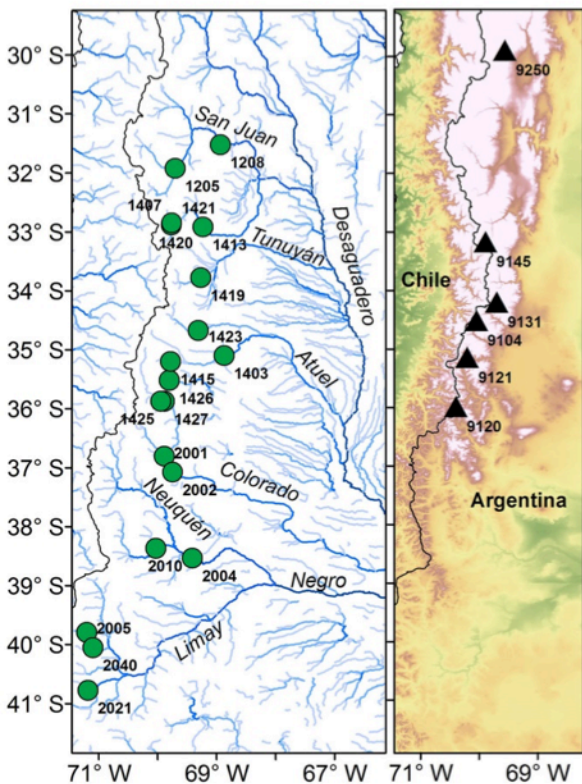 30° S
31° S
32° S
33° S
34° S
35° S
36° S
37° S
38° S
39° S
40° S
41° S
San Juan
1208
1205
1407
1421
1420
1413
Tunuyán
Desaguadero
1419
1423
1403
Atuel
1415
1426
1425
1427
2001
2002
Colorado
Neuquén
2010
2004
Negro
2005
2040
Limay
2021
71° W
69° W
67° W
9250
9145
Chile
9131
9104
9121
9120
Argentina
71° W
69° W